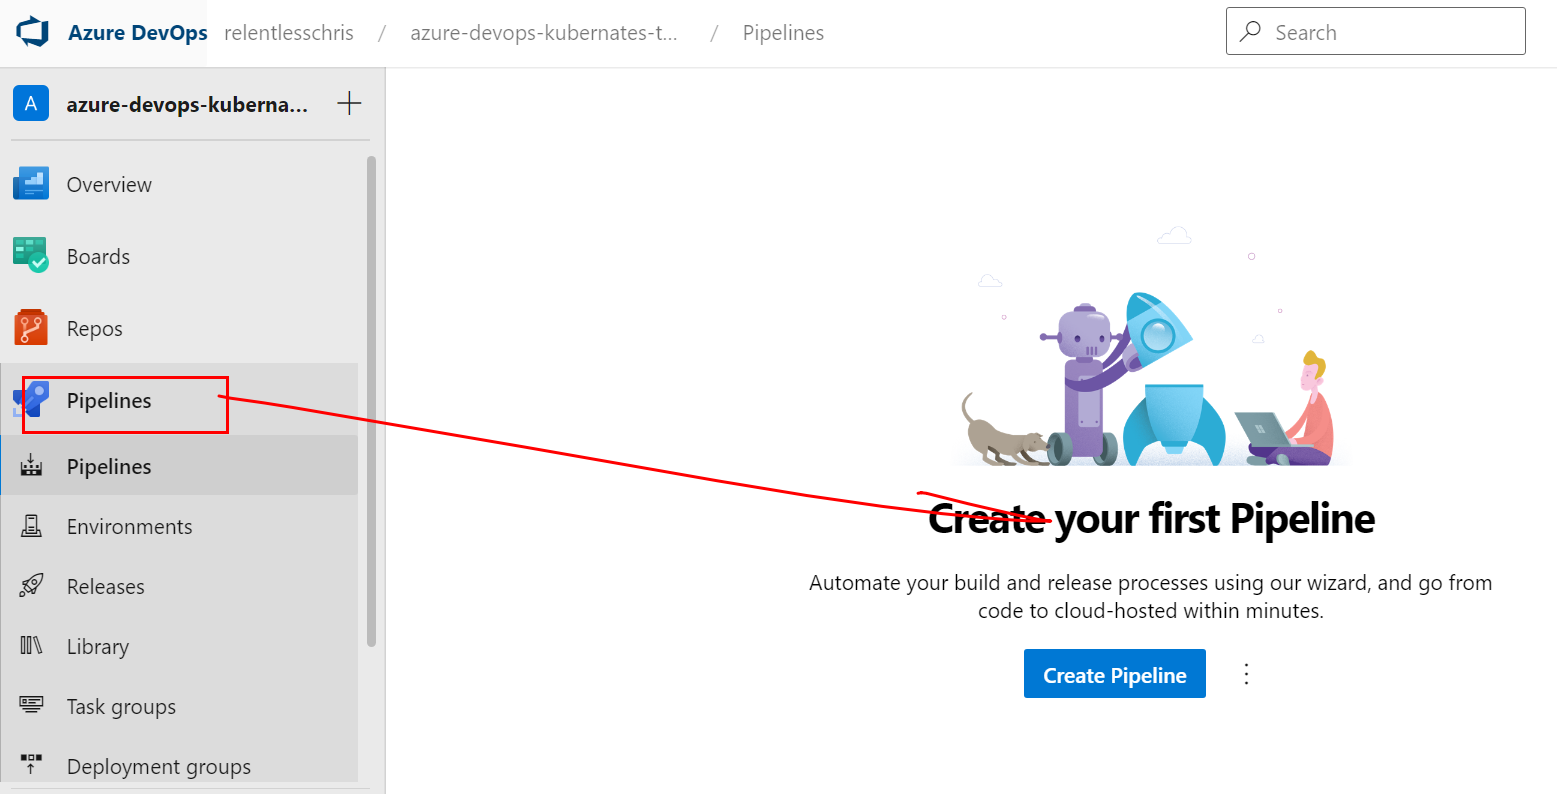 Azure DevOps relentlesschris / azure-devops-kubernates-t... / Pipelines Search
A azure-devops-kuberna... +
Overview
Boards
Repos
Pipelines
Pipelines
Environments
Releases
Library
Task groups
Deployment groups
Create your first Pipeline
Automate your build and release processes using our wizard, and go from
code to cloud-hosted within minutes.
Create Pipeline